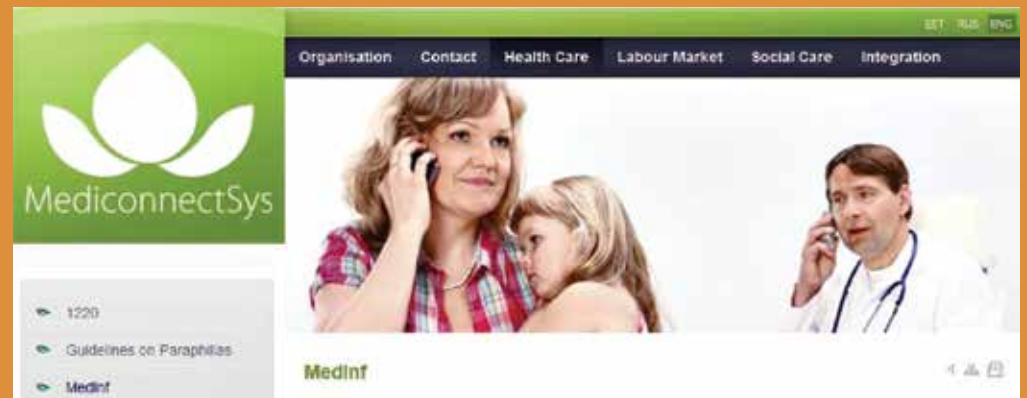 EST RUS ENG
Organisation Contact Health Care Labour Market Social Care Integration
MediconnectSys
1220
Guidelines on Paraphilias
MedInf
MedInf